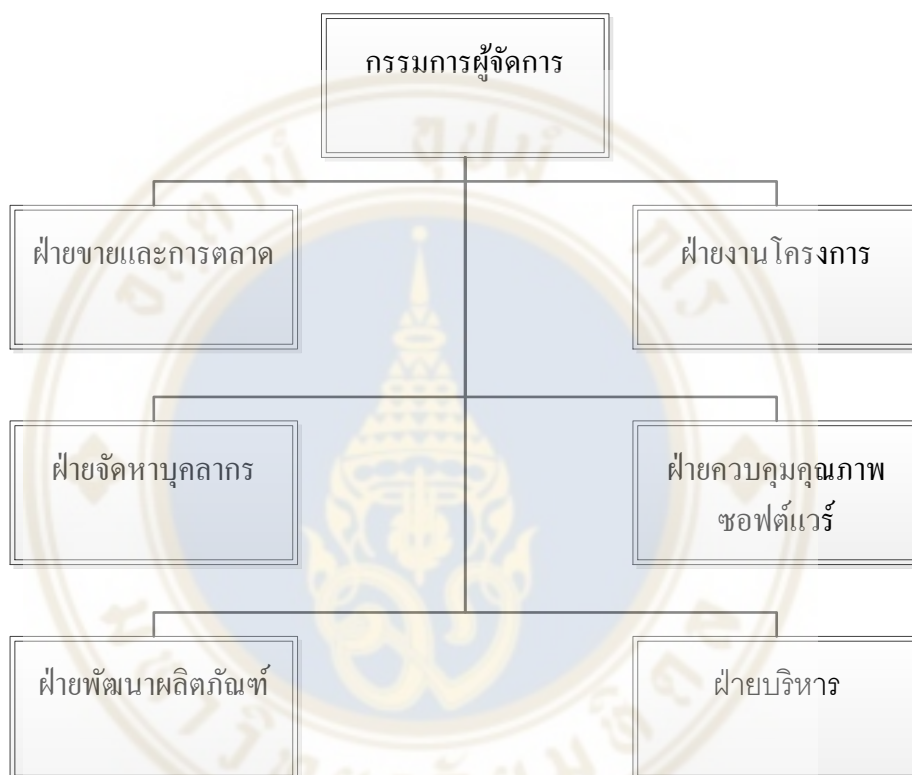 กรรมการผู้จัดการ
ฝ่ายขายและการตลาด
ฝ่ายงานโครงการ
ฝ่ายจัดหาบุคลากร
ฝ่ายควบคุมคุณภาพ
ซอฟต์แวร์
ฝ่ายพัฒนาผลิตภัณฑ์
ฝ่ายบริหาร